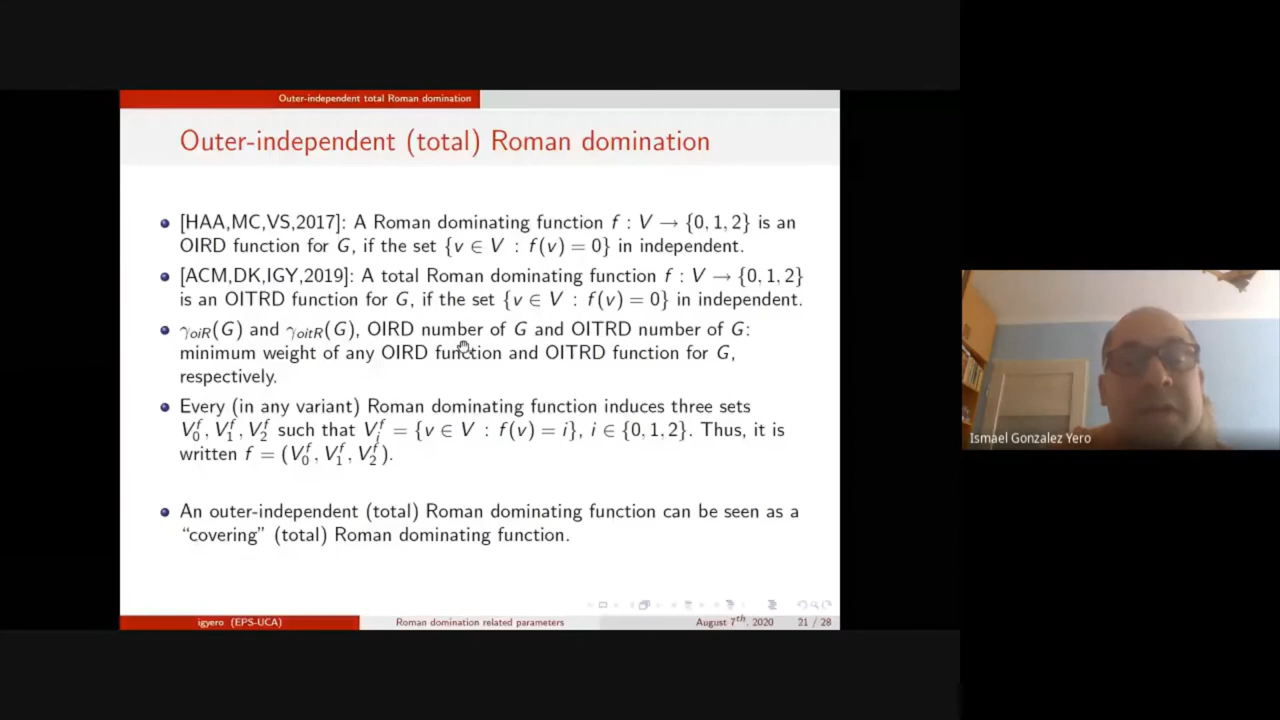 Outer-independent total Roman domination
Outer-independent (total) Roman domination
[HAA,MC,VS,2017]: A Roman dominating function f : V → {0, 1, 2} is an
OIRD function for G, if the set {v ∈ V : f(v) = 0} in independent.
[ACM,DK,IGY,2019]: A total Roman dominating function f : V → {0, 1, 2}
is an OITRD function for G, if the set {v ∈ V : f(v) = 0} in independent.
γoiR(G) and γoitR(G), OIRD number of G and OITRD number of G:
minimum weight of any OIRD function and OITRD function for G,
respectively.
Every (in any variant) Roman dominating function induces three sets
V₀ᶠ, V₁ᶠ, V₂ᶠ such that Vᵢᶠ = {v ∈ V : f(v) = i}, i ∈ {0, 1, 2}. Thus, it is
written f = (V₀ᶠ, V₁ᶠ, V₂ᶠ).
An outer-independent (total) Roman dominating function can be seen as a
“covering” (total) Roman dominating function.
igyero (EPS-UCA) Roman domination related parameters August 7th, 2020 21 / 28
Ismael Gonzalez Yero